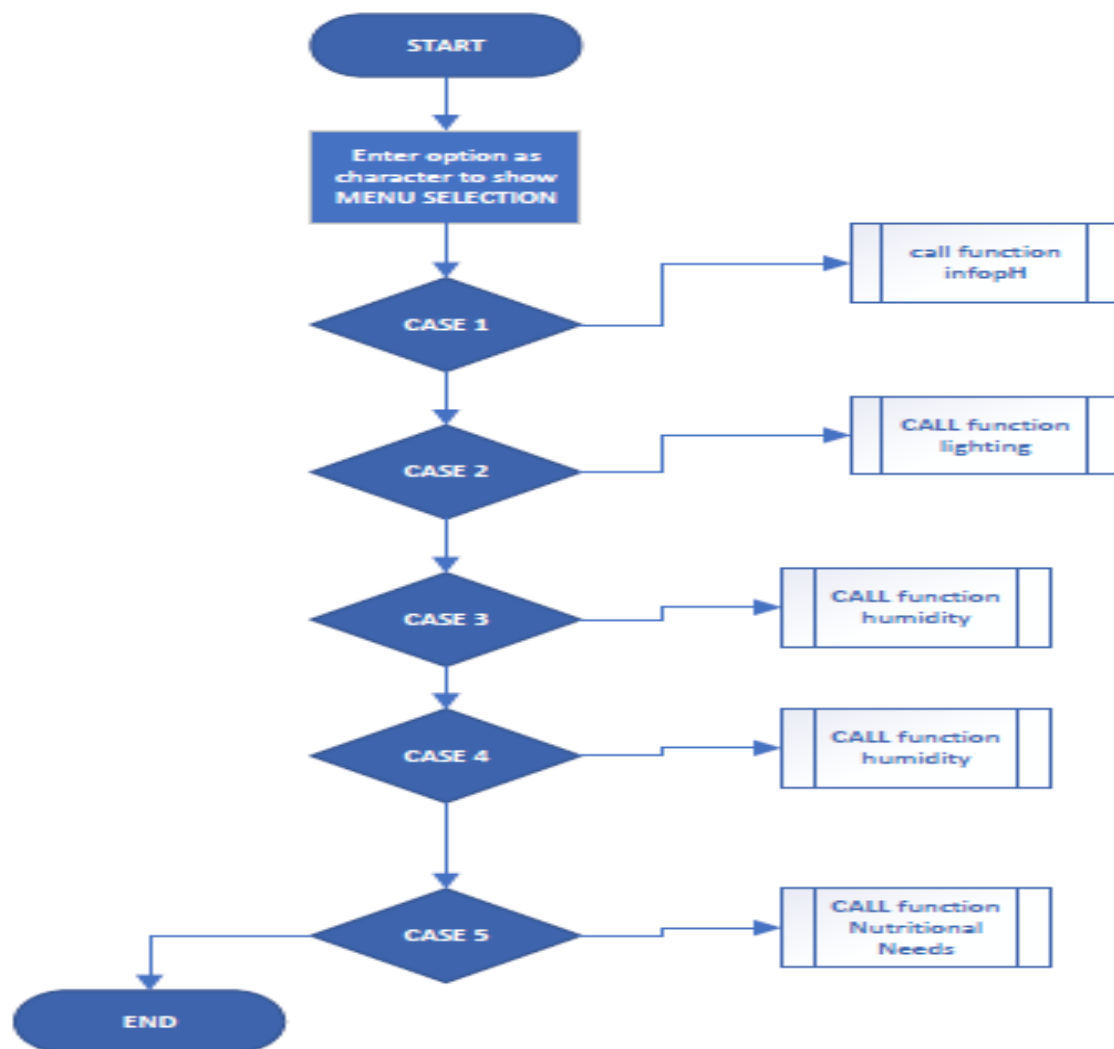 START
Enter option as
character to show
MENU SELECTION
call function
infopH
CASE 1
CALL function
lighting
CASE 2
CALL function
humidity
CASE 3
CALL function
humidity
CASE 4
CALL function
Nutritional
Needs
CASE 5
END